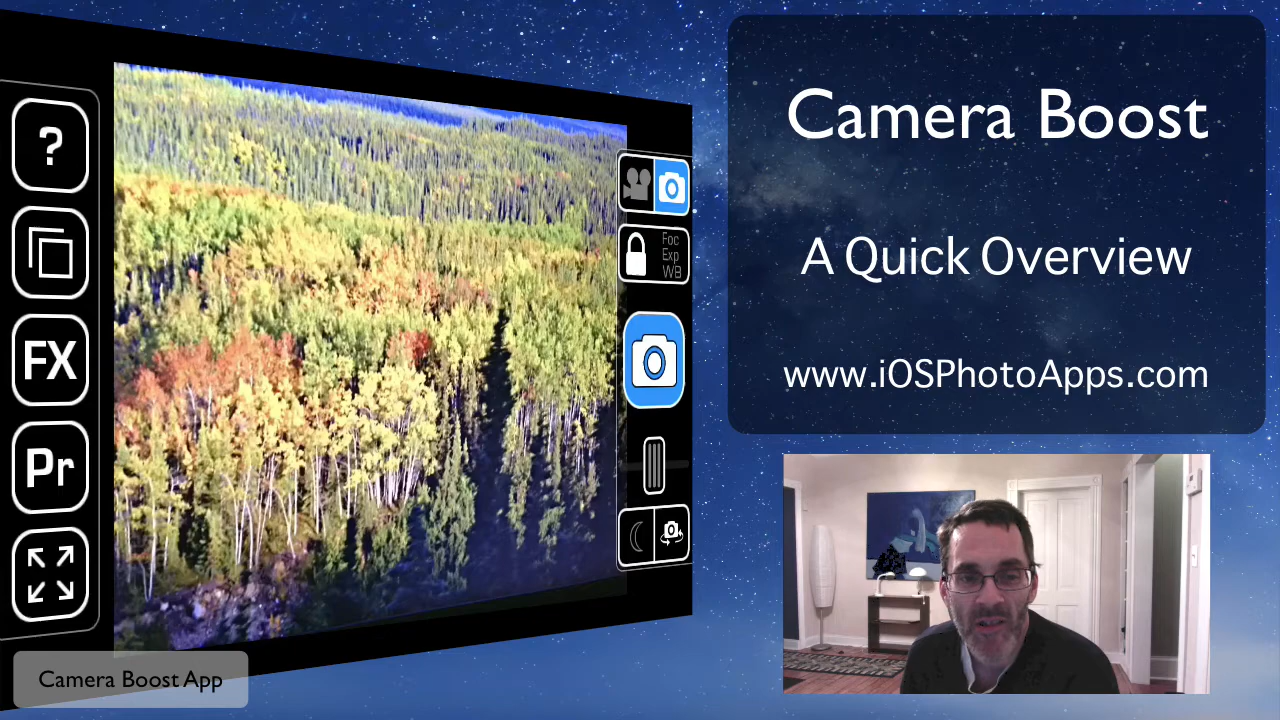 ?
FX
Pr
Foc
Exp
WB
Camera Boost App
Camera Boost
A Quick Overview
www.iOSPhotoApps.com